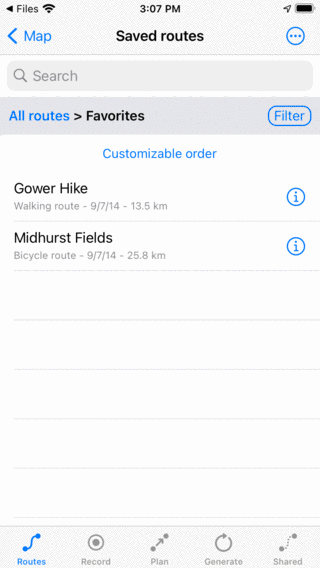 Files 3:07 PM
Map Saved routes
Search
All routes > Favorites Filter
Customizable order
Gower Hike
Walking route - 9/7/14 - 13.5 km
Midhurst Fields
Bicycle route - 9/7/14 - 25.8 km
Routes Record Plan Generate Shared